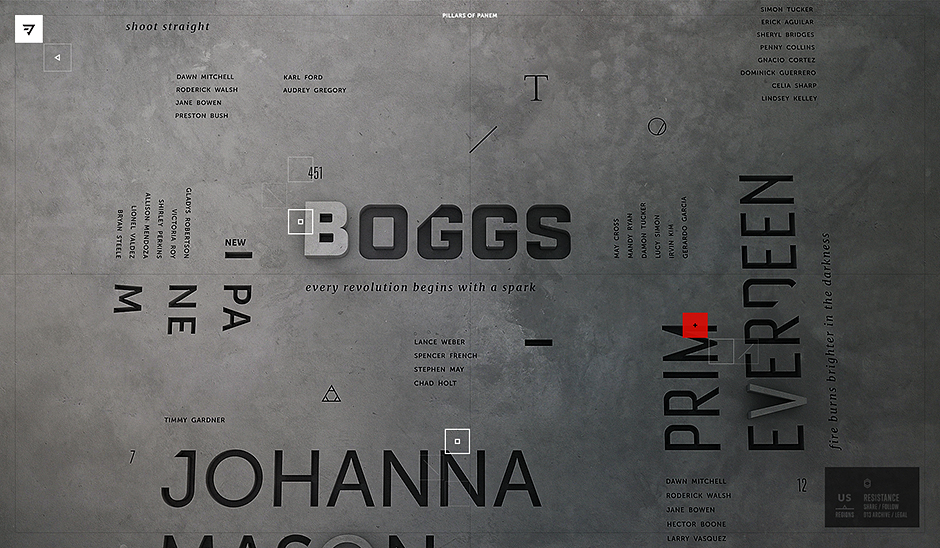 PILLARS OF PANEM
shoot straight
SIMON TUCKER
ERICK AGUILAR
SHERYL BRIDGES
PENNY COLLINS
GNACIO CORTEZ
DOMINICK GUERRERO
CELIA SHARP
LINDSEY KELLEY
DAWN MITCHELL
RODERICK WALSH
JANE BOWEN
PRESTON BUSH
KARL FORD
AUDREY GREGORY
T
451
BOGGS
every revolution begins with a spark
GLADYS ROBERTSON
VICTORIA ROY
SHIRLEY PERKINS
ALLISON MENDOZA
LIONEL VALDEZ
BRYAN STEELE
NEW
I
PA
NE
M
MAY CROSS
MANDY RYAN
DAMON TUCKER
LUCY SIMON
IRVIN KIM
GERARDO GARCIA
PRIM
EVERDEEN
fire burns brighter in the darkness
LANCE WEBER
SPENCER FRENCH
STEPHEN MAY
CHAD HOLT
TIMMY GARDNER
7
JOHANNA
MASON
DAWN MITCHELL
RODERICK WALSH
JANE BOWEN
HECTOR BOONE
LARRY VASQUEZ
12
US
REGIONS
RESISTANCE
SHARE / FOLLOW
D13 ARCHIVE / LEGAL